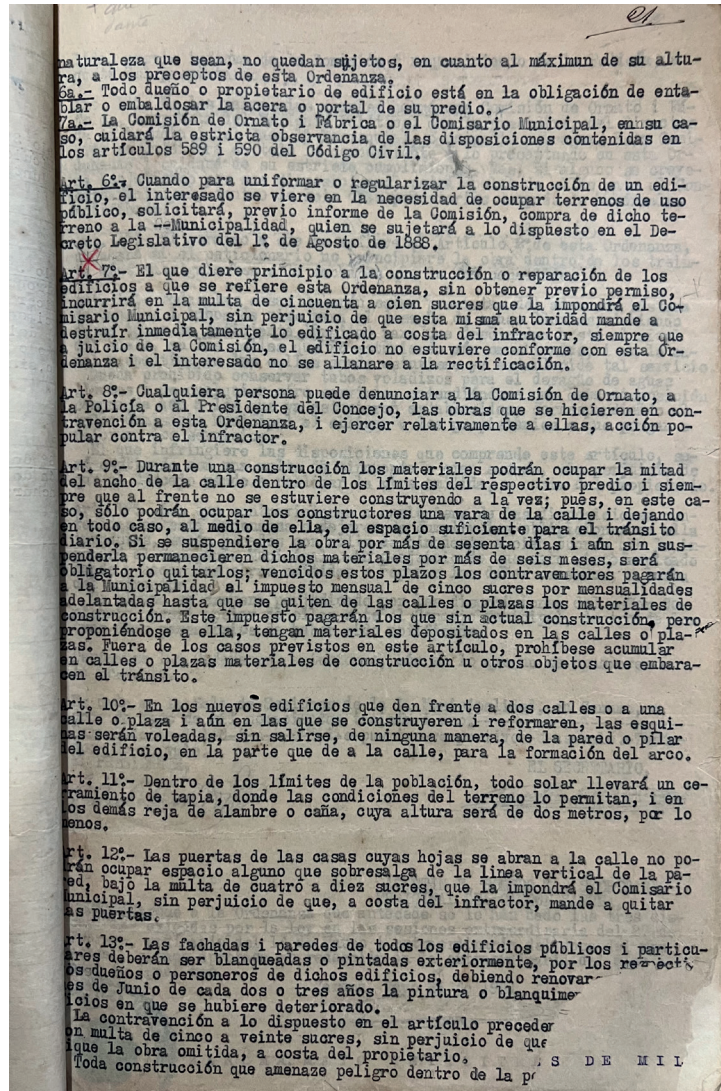 21
naturaleza que sean, no quedan sujetos, en cuanto al máximun de su altu-
ra, a los preceptos de esta Ordenanza.
6a.- Todo dueño o propietario de edificio está en la obligación de enta-
blar o embaldosar la acera o portal de su predio.
7a.- La Comisión de Ornato i Fábrica o el Comisario Municipal, en su ca-
so, cuidará la estricta observancia de las disposiciones contenidas en
los artículos 589 i 590 del Código Civil.
Art. 6º- Cuando para uniformar o regularizar la construcción de un edi-
ficio, el interesado se viere en la necesidad de ocupar terrenos de uso
público, solicitará, previo informe de la Comisión, compra de dicho te-
rreno a la --Municipalidad, quien se sujetará a lo dispuesto en el De-
creto Legislativo del 1º de Agosto de 1888.
Art. 7º- El que diere principio a la construcción o reparación de los
edificios a que se refiere esta Ordenanza, sin obtener previo permiso,
incurrirá en la multa de cincuenta a cien sucres que la impondrá el Co-
misario Municipal, sin perjuicio de que esta misma autoridad mande a
destruír inmediatamente lo edificado a costa del infractor, siempre que
a juicio de la Comisión, el edificio no estuviere conforme con esta Or-
denanza i el interesado no se allanare a la rectificación.
Art. 8º- Cualquiera persona puede denunciar a la Comisión de Ornato, a
la Policía o al Presidente del Concejo, las obras que se hicieren en con-
travención a esta Ordenanza, i ejercer relativamente a ellas, acción po-
pular contra el infractor.
Art. 9º- Durante una construcción los materiales podrán ocupar la mitad
del ancho de la calle dentro de los límites del respectivo predio i siem-
pre que al frente no se estuviere construyendo a la vez; pués, en este ca-
so, sólo podrán ocupar los constructores una vara de la calle i dejando
en todo caso, al medio de ella, el espacio suficiente para el tránsito
diario. Si se suspendiere la obra por más de sesenta días i aún sin sus-
penderla permanecieren dichos materiales por más de seis meses, será
obligatorio quitarlos; vencidos estos plazos los contraventores pagarán
a la Municipalidad el impuesto mensual de cinco sucres por mensualidades
adelantadas hasta que se quiten de las calles o plazas los materiales de
construcción. Este impuesto pagarán los que sin actual construcción, pero
proponiéndose a ella, tengan materiales depositados en las calles o pla-
zas. Fuera de los casos previstos en este artículo, prohíbese acumular
en calles o plazas materiales de construcción u otros objetos que embara-
cen el tránsito.
Art. 10º- En los nuevos edificios que den frente a dos calles o a una
calle o plaza i aún en las que se construyeren i reformaren, las esqui-
nas serán voleadas, sin salirse, de ninguna manera, de la pared o pilar
del edificio, en la parte que de a la calle, para la formación del arco.
Art. 11º- Dentro de los límites de la población, todo solar llevará un ce-
rramiento de tapia, donde las condiciones del terreno lo permitan, i en
los demás reja de alambre o caña, cuya altura será de dos metros, por lo
menos.
Art. 12º- Las puertas de las casas cuyas hojas se abran a la calle no po-
drán ocupar espacio alguno que sobresalga de la linea vertical de la pa-
red, bajo la multa de cuatro a diez sucres, que la impondrá el Comisario
Municipal, sin perjuicio de que, a costa del infractor, mande a quitar
las puertas.
Art. 13º- Las fachadas i paredes de todos los edificios públicos i particu-
lares deberán ser blanqueadas o pintadas exteriormente, por los respecti
os dueños o personeros de dichos edificios, debiendo renovar
es de Junio de cada dos o tres años la pintura o blanquime
icios en que se hubiere deteriorado.
La contravención a lo dispuesto en el artículo preceden
on multa de cinco a veinte sucres, sin perjuicio de que
ique la obra omitida, a costa del propietario.
S DE MIL
Toda construcción que amenaze peligro dentro de la p